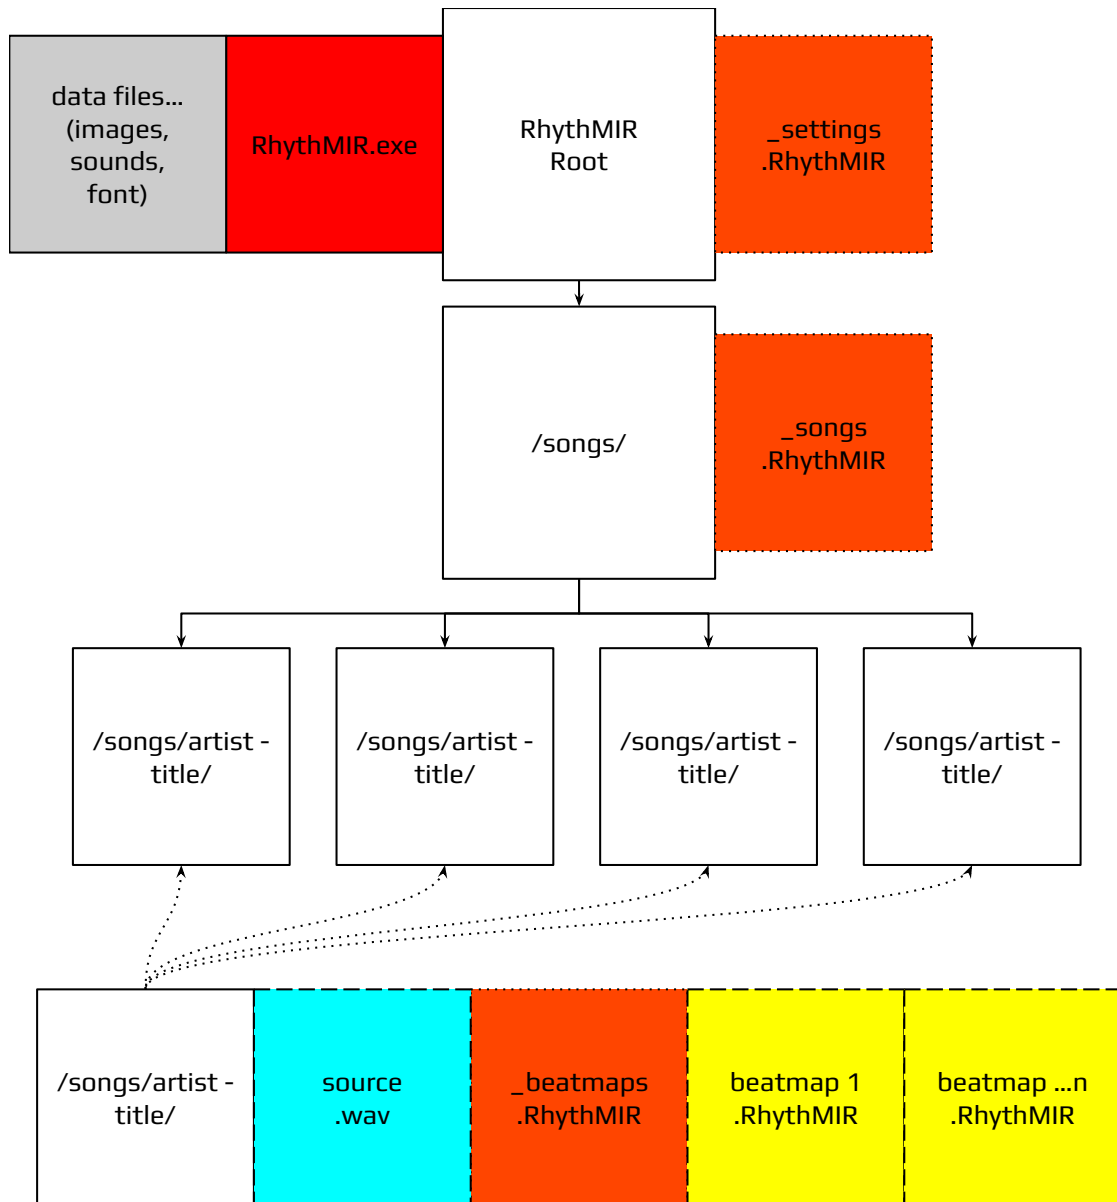 data files...
(images,
sounds,
font)
RhythMIR.exe
RhythMIR
Root
_settings
.RhythMIR
/songs/
_songs
.RhythMIR
/songs/artist -
title/
/songs/artist -
title/
/songs/artist -
title/
/songs/artist -
title/
/songs/artist -
title/
source
.wav
_beatmaps
.RhythMIR
beatmap 1
.RhythMIR
beatmap ...n
.RhythMIR